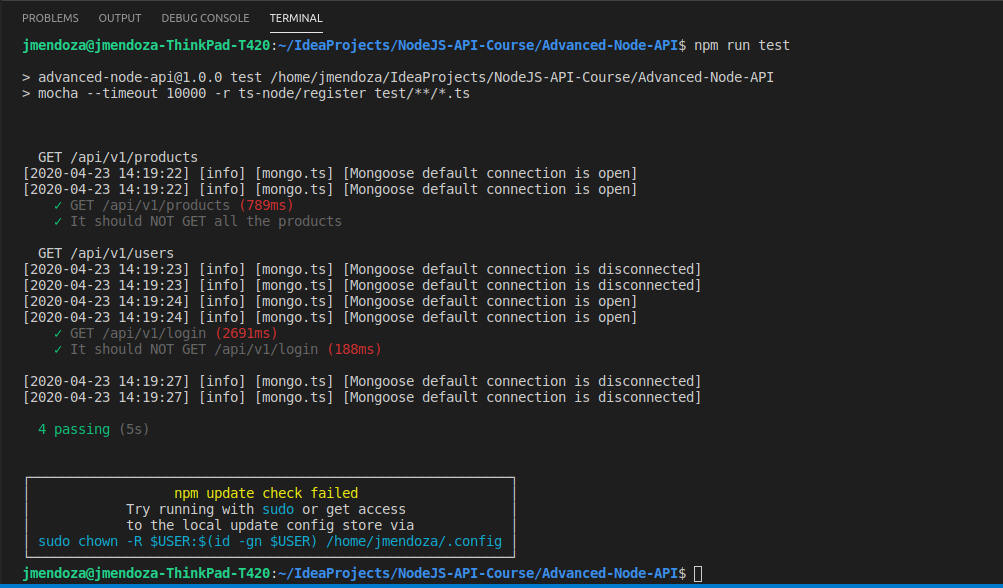 PROBLEMS OUTPUT DEBUG CONSOLE TERMINAL
jmendoza@jmendoza-ThinkPad-T420:~/IdeaProjects/NodeJS-API-Course/Advanced-Node-API$ npm run test
> advanced-node-api@1.0.0 test /home/jmendoza/IdeaProjects/NodeJS-API-Course/Advanced-Node-API
> mocha --timeout 10000 -r ts-node/register test/**/*.ts
GET /api/v1/products
[2020-04-23 14:19:22] [info] [mongo.ts] [Mongoose default connection is open]
[2020-04-23 14:19:22] [info] [mongo.ts] [Mongoose default connection is open]
✓ GET /api/v1/products (789ms)
✓ It should NOT GET all the products
GET /api/v1/users
[2020-04-23 14:19:23] [info] [mongo.ts] [Mongoose default connection is disconnected]
[2020-04-23 14:19:23] [info] [mongo.ts] [Mongoose default connection is disconnected]
[2020-04-23 14:19:24] [info] [mongo.ts] [Mongoose default connection is open]
[2020-04-23 14:19:24] [info] [mongo.ts] [Mongoose default connection is open]
✓ GET /api/v1/login (2691ms)
✓ It should NOT GET /api/v1/login (188ms)
[2020-04-23 14:19:27] [info] [mongo.ts] [Mongoose default connection is disconnected]
[2020-04-23 14:19:27] [info] [mongo.ts] [Mongoose default connection is disconnected]
4 passing (5s)
npm update check failed
Try running with sudo or get access
to the local update config store via
sudo chown -R $USER:$(id -gn $USER) /home/jmendoza/.config
jmendoza@jmendoza-ThinkPad-T420:~/IdeaProjects/NodeJS-API-Course/Advanced-Node-API$